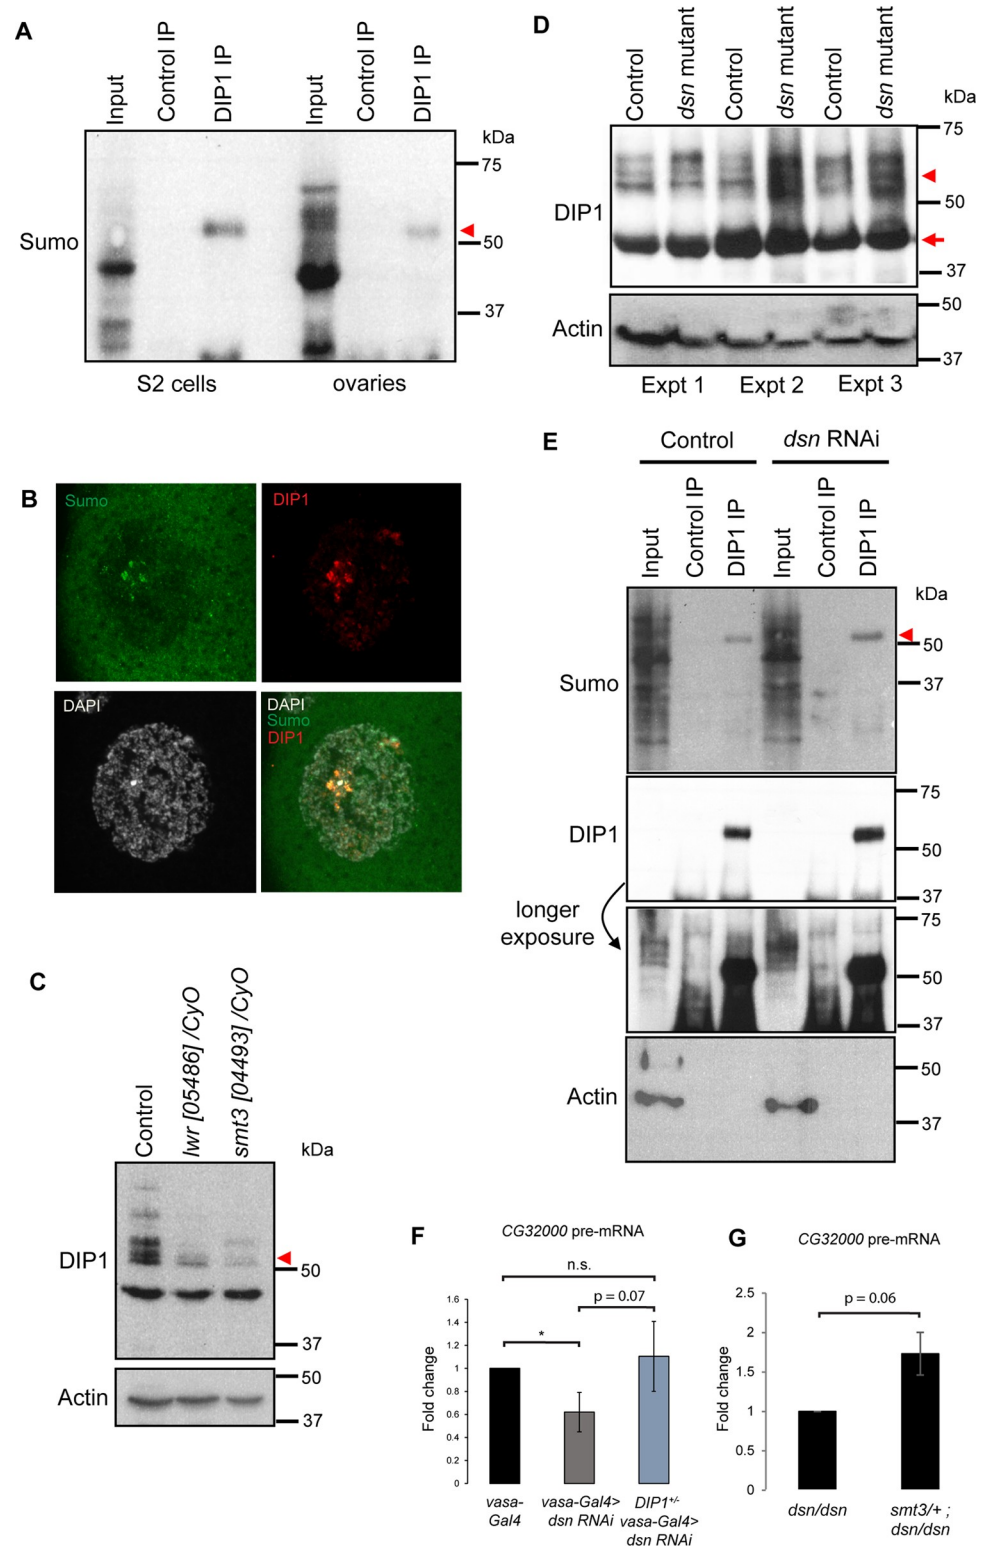 A
Input
Control IP
DIP1 IP
Input
Control IP
DIP1 IP
kDa
75
Sumo
50
37
S2 cells
ovaries
B
Sumo
DIP1
DAPI
DAPI
Sumo
DIP1
C
Control
lwr [05486] /CyO
smt3 [04493] /CyO
kDa
DIP1
50
37
Actin
50
37
D
Control
dsn mutant
Control
dsn mutant
Control
dsn mutant
kDa
75
DIP1
50
37
Actin
50
37
Expt 1
Expt 2
Expt 3
E
Control
dsn RNAi
Input
Control IP
DIP1 IP
Input
Control IP
DIP1 IP
kDa
Sumo
50
37
DIP1
75
50
37
longer
exposure
75
50
37
Actin
50
37
F
CG32000 pre-mRNA
n.s.
p = 0.07
*
Fold change
1.6
1.4
1.2
1
0.8
0.6
0.4
0.2
0
vasa-
Gal4
vasa-Gal4>
dsn RNAi
DIP1+/-
vasa-Gal4>
dsn RNAi
G
CG32000 pre-mRNA
p = 0.06
Fold change
2.5
2
1.5
1
0.5
0
dsn/dsn
smt3/+ ;
dsn/dsn